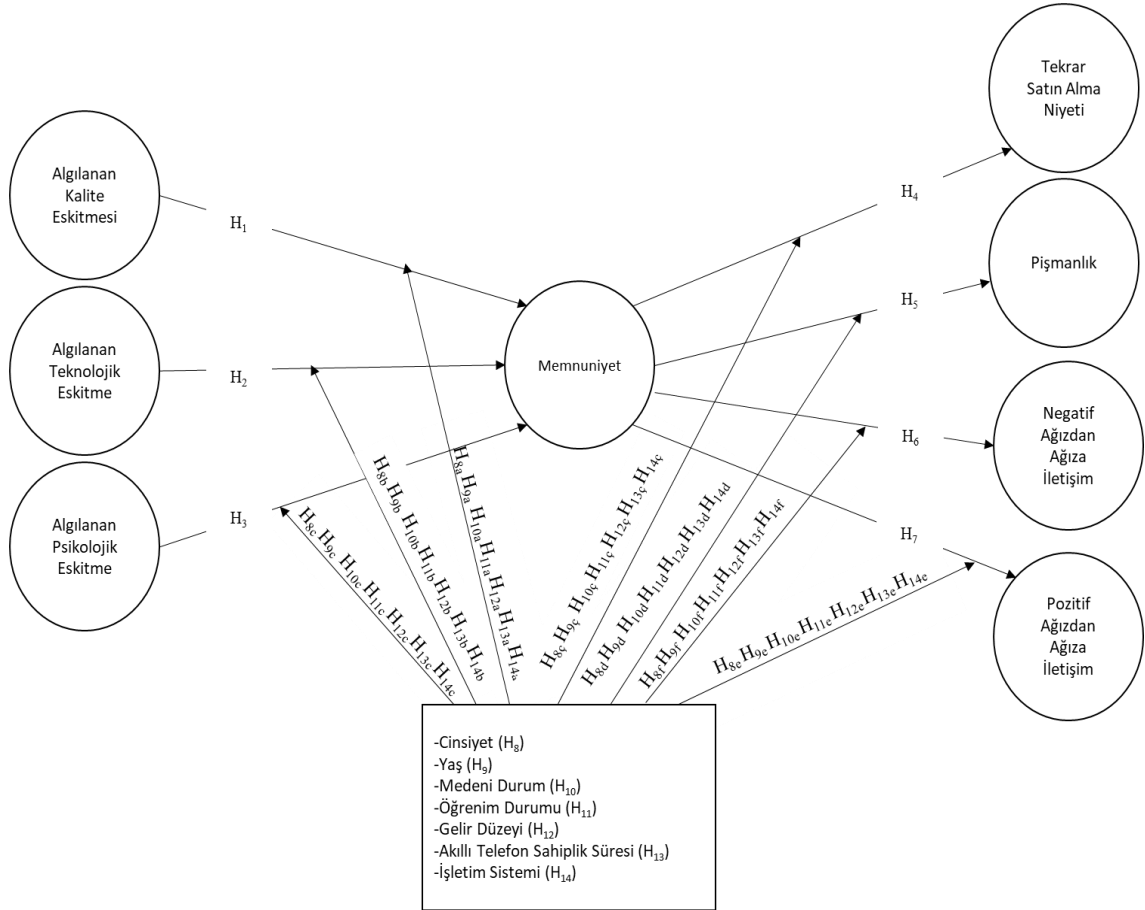 Tekrar
Satın Alma
Niyeti
Algılanan
Kalite
Eskitmesi
H₁
H₄
Pişmanlık
H₅
Algılanan
Teknolojik
Eskitme
H₂
Memnuniyet
Negatif
Ağızdan
Ağıza
İletişim
H₆
Algılanan
Psikolojik
Eskitme
H₃
H₇
Pozitif
Ağızdan
Ağıza
İletişim
H₈c H₉c H₁₀c H₁₁c H₁₂c H₁₃c H₁₄c
H₈b H₉b H₁₀b H₁₁b H₁₂b H₁₃b H₁₄b
H₈a H₉a H₁₀a H₁₁a H₁₂a H₁₃a H₁₄a
H₈ç H₉ç H₁₀ç H₁₁ç H₁₂ç H₁₃ç H₁₄ç
H₈d H₉d H₁₀d H₁₁d H₁₂d H₁₃d H₁₄d
H₈f H₉f H₁₀f H₁₁f H₁₂f H₁₃f H₁₄f
H₈e H₉e H₁₀e H₁₁e H₁₂e H₁₃e H₁₄e
-Cinsiyet (H₈)
-Yaş (H₉)
-Medeni Durum (H₁₀)
-Öğrenim Durumu (H₁₁)
-Gelir Düzeyi (H₁₂)
-Akıllı Telefon Sahiplik Süresi (H₁₃)
-İşletim Sistemi (H₁₄)